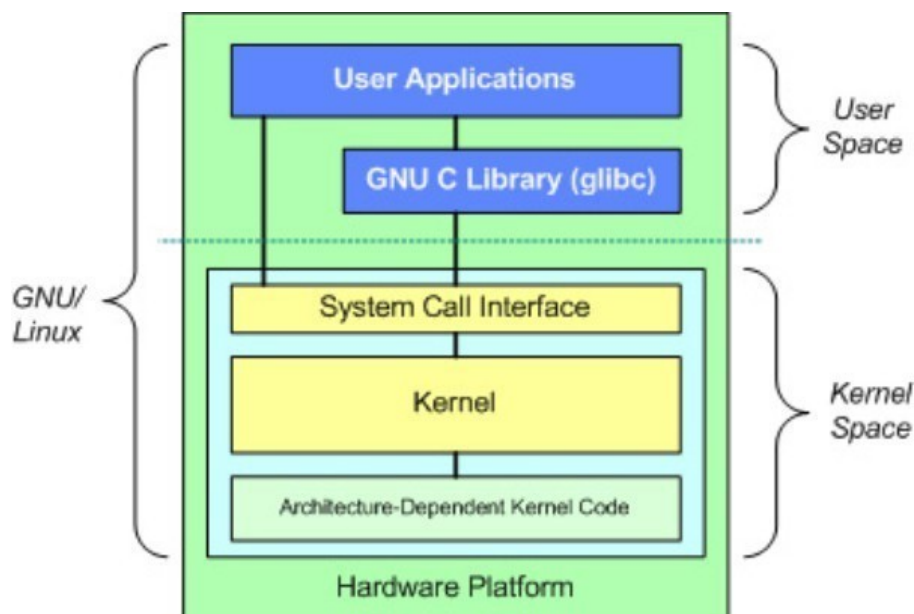 User Applications
GNU C Library (glibc)
User
Space
GNU/
Linux
System Call Interface
Kernel
Architecture-Dependent Kernel Code
Kernel
Space
Hardware Platform